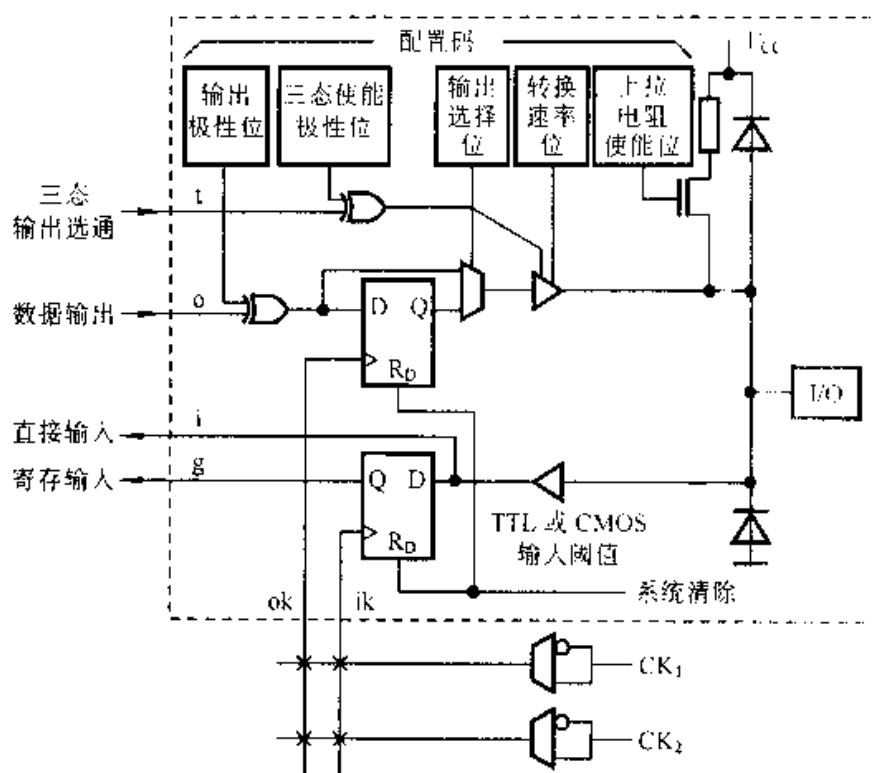 配置码
Vcc
输出
极性位
三态使能
极性位
输出
选择
位
转换
速率
位
上拉
电阻
使能位
三态
输出选通
t
数据输出
o
D Q
R_D
I/O
直接输入
i
寄存输入
g
Q D
R_D
TTL 或 CMOS
输入阈值
ok
ik
系统清除
CK₁
CK₂